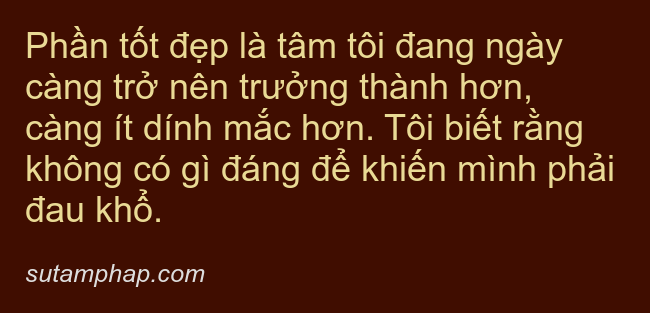 Phần tốt đẹp là tâm tôi đang ngày
càng trở nên trưởng thành hơn,
càng ít dính mắc hơn. Tôi biết rằng
không có gì đáng để khiến mình phải
đau khổ.
sutamphap.com